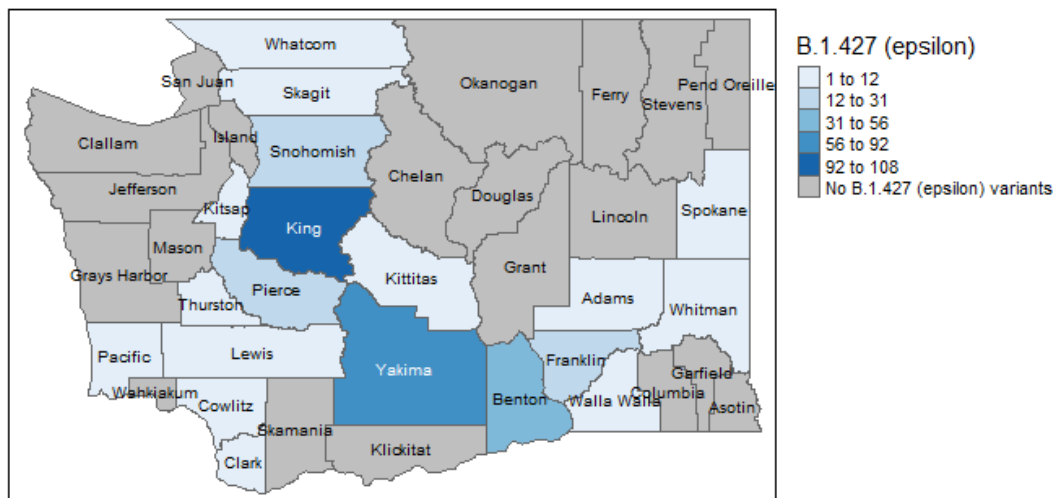 B.1.427 (epsilon)
1 to 12
12 to 31
31 to 56
56 to 92
92 to 108
No B.1.427 (epsilon) variants
Whatcom
San Juan
Skagit
Okanogan
Ferry
Stevens
Pend Oreille
Clallam
Island
Snohomish
Chelan
Jefferson
Kitsap
Douglas
Lincoln
Spokane
King
Mason
Grays Harbor
Kittitas
Grant
Pierce
Thurston
Adams
Whitman
Pacific
Lewis
Yakima
Franklin
Wahkiakum
Cowlitz
Benton
Walla Walla
Columbia
Garfield
Asotin
Skamania
Klickitat
Clark